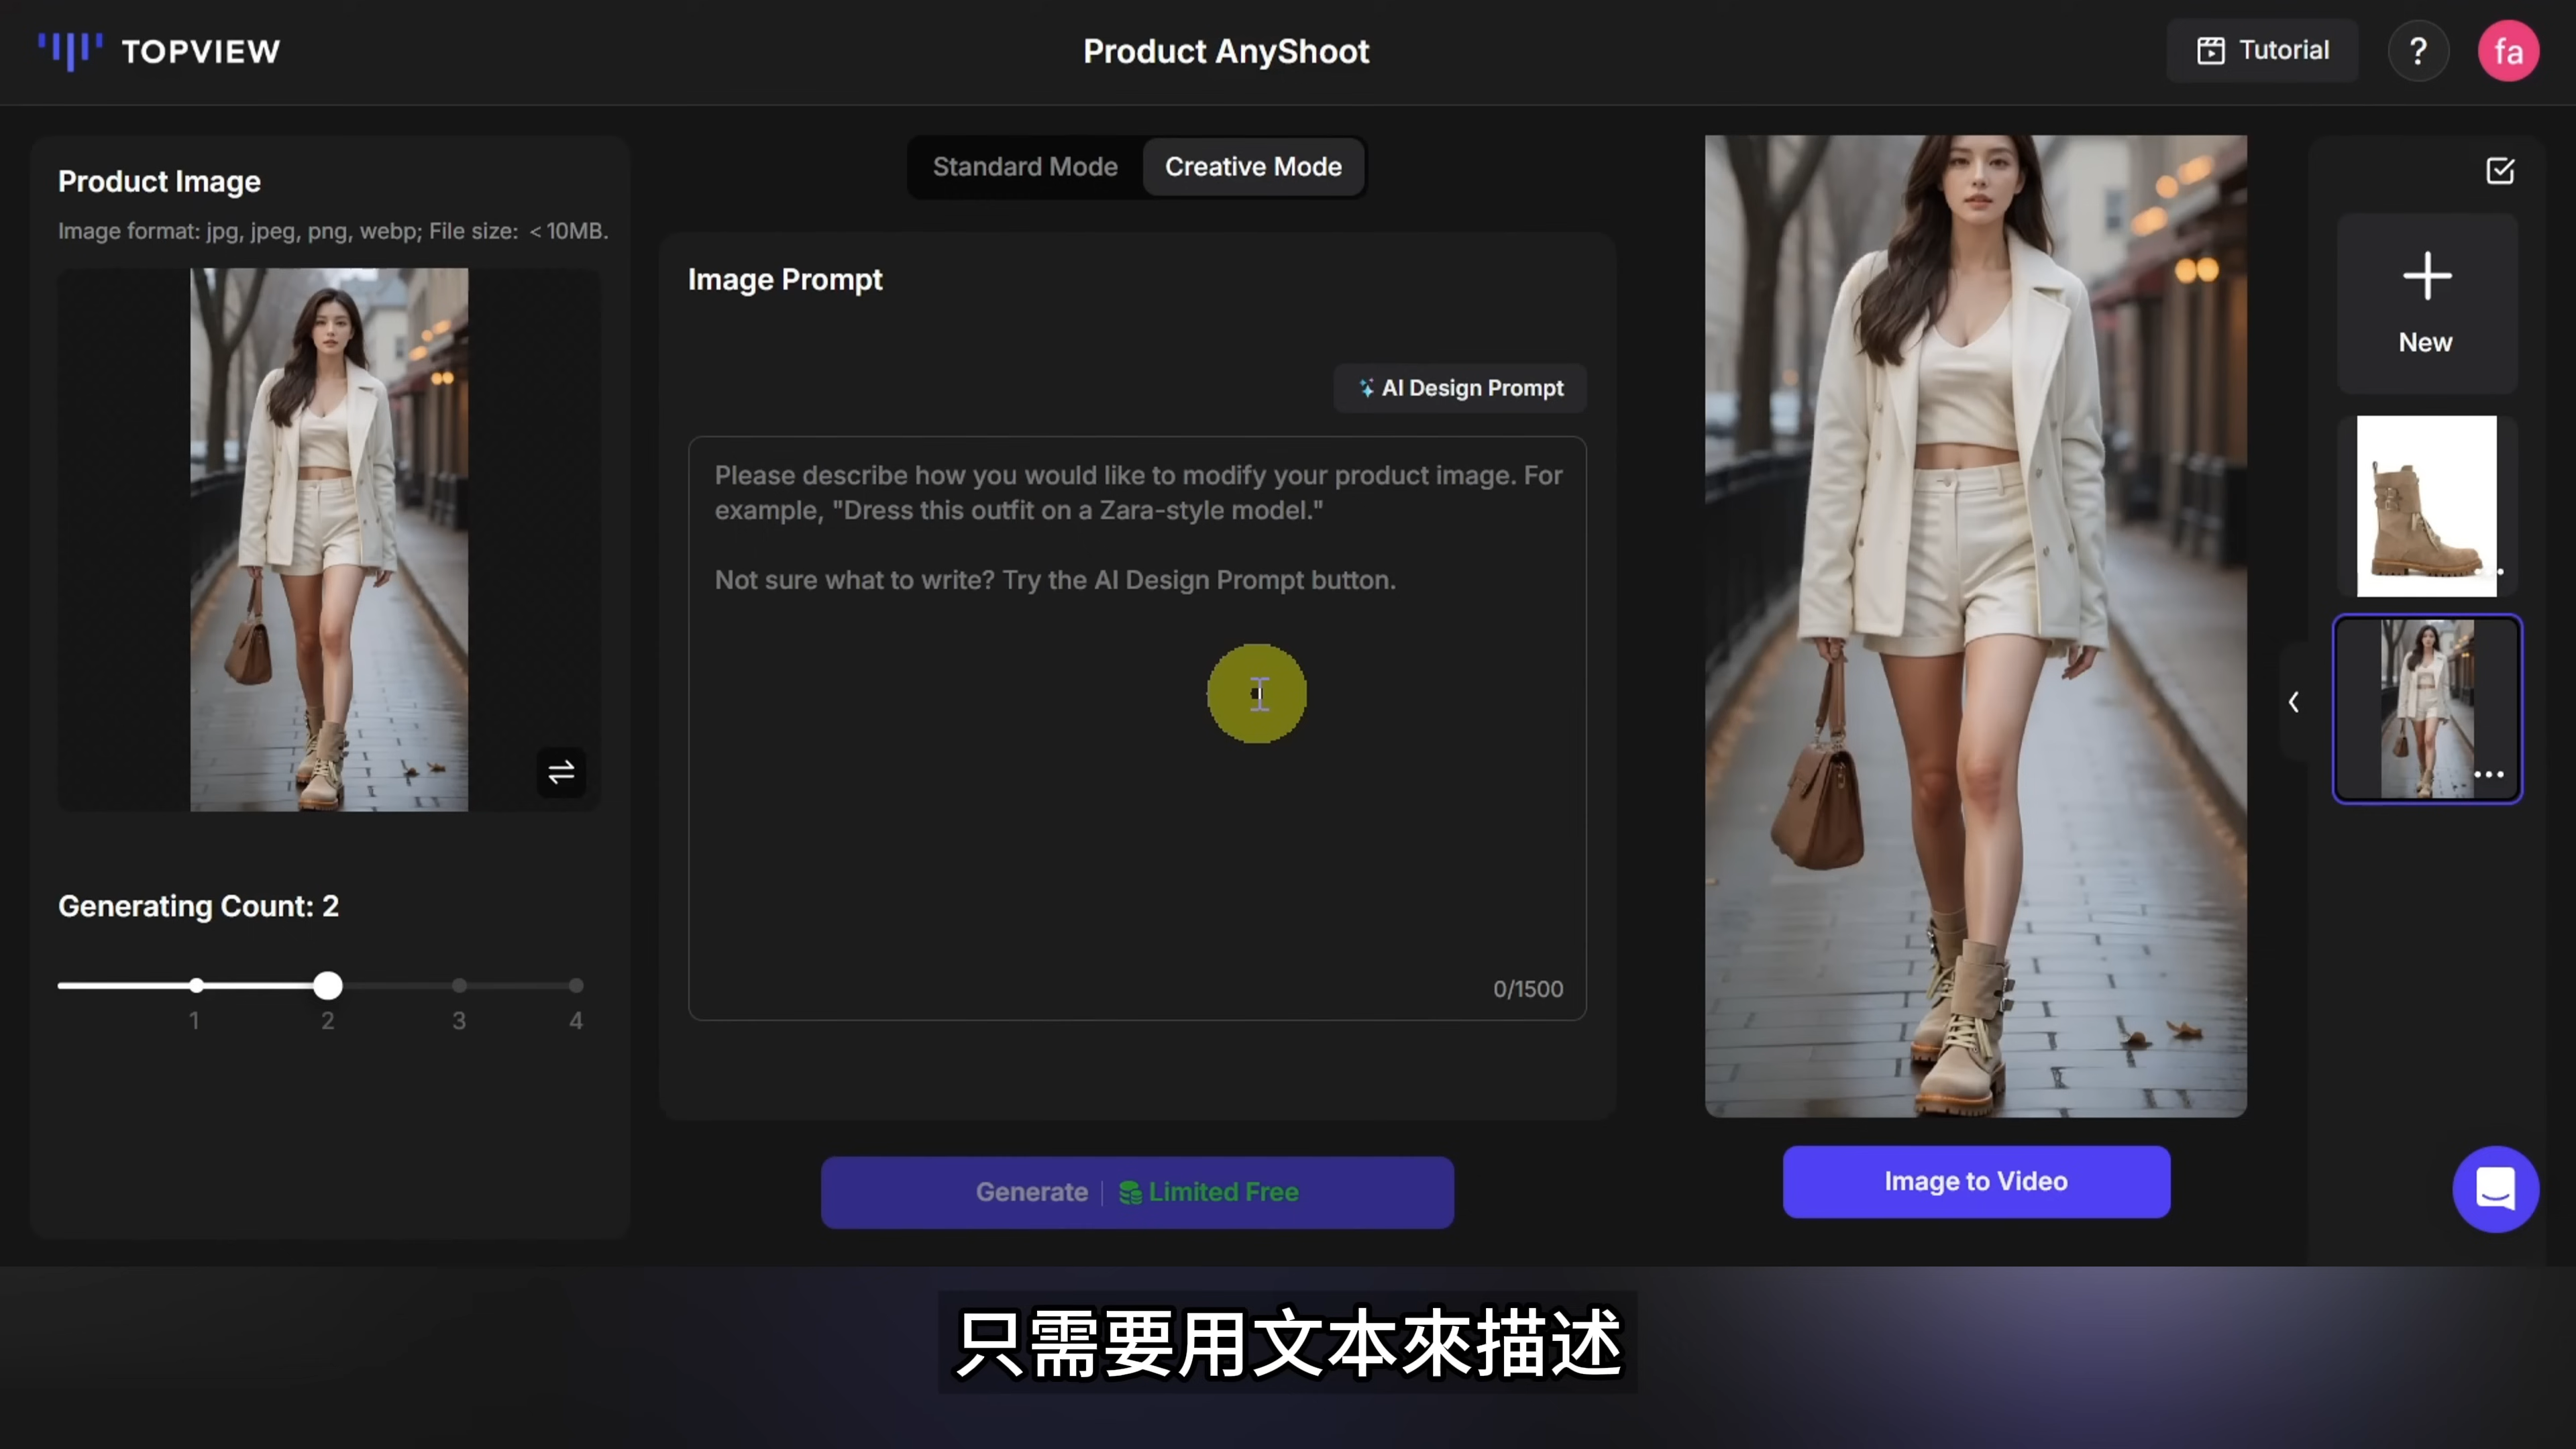 TOPVIEW
Product AnyShoot
Tutorial
?
fa
Product Image
Image format: jpg, jpeg, png, webp; File size: < 10MB.
Generating Count: 2
1
2
3
4
Standard Mode
Creative Mode
Image Prompt
AI Design Prompt
Please describe how you would like to modify your product image. For
example, "Dress this outfit on a Zara-style model."
Not sure what to write? Try the AI Design Prompt button.
0/1500
Generate | Limited Free
Image to Video
New
只需要用文本來描述